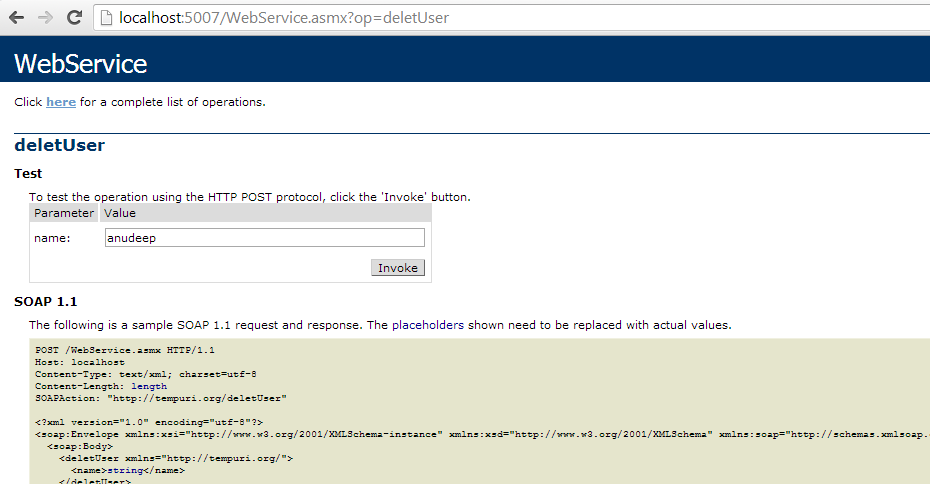 localhost:5007/WebService.asmx?op=deletUser
WebService
Click here for a complete list of operations.
deletUser
Test
To test the operation using the HTTP POST protocol, click the 'Invoke' button.
Parameter Value
name: anudeep
Invoke
SOAP 1.1
The following is a sample SOAP 1.1 request and response. The placeholders shown need to be replaced with actual values.
POST /WebService.asmx HTTP/1.1
Host: localhost
Content-Type: text/xml; charset=utf-8
Content-Length: length
SOAPAction: "http://tempuri.org/deletUser"
<?xml version="1.0" encoding="utf-8"?>
<soap:Envelope xmlns:xsi="http://www.w3.org/2001/XMLSchema-instance" xmlns:xsd="http://www.w3.org/2001/XMLSchema" xmlns:soap="http://schemas.xmlsoap.
<soap:Body>
<deletUser xmlns="http://tempuri.org/">
<name>string</name>
</deletUser>